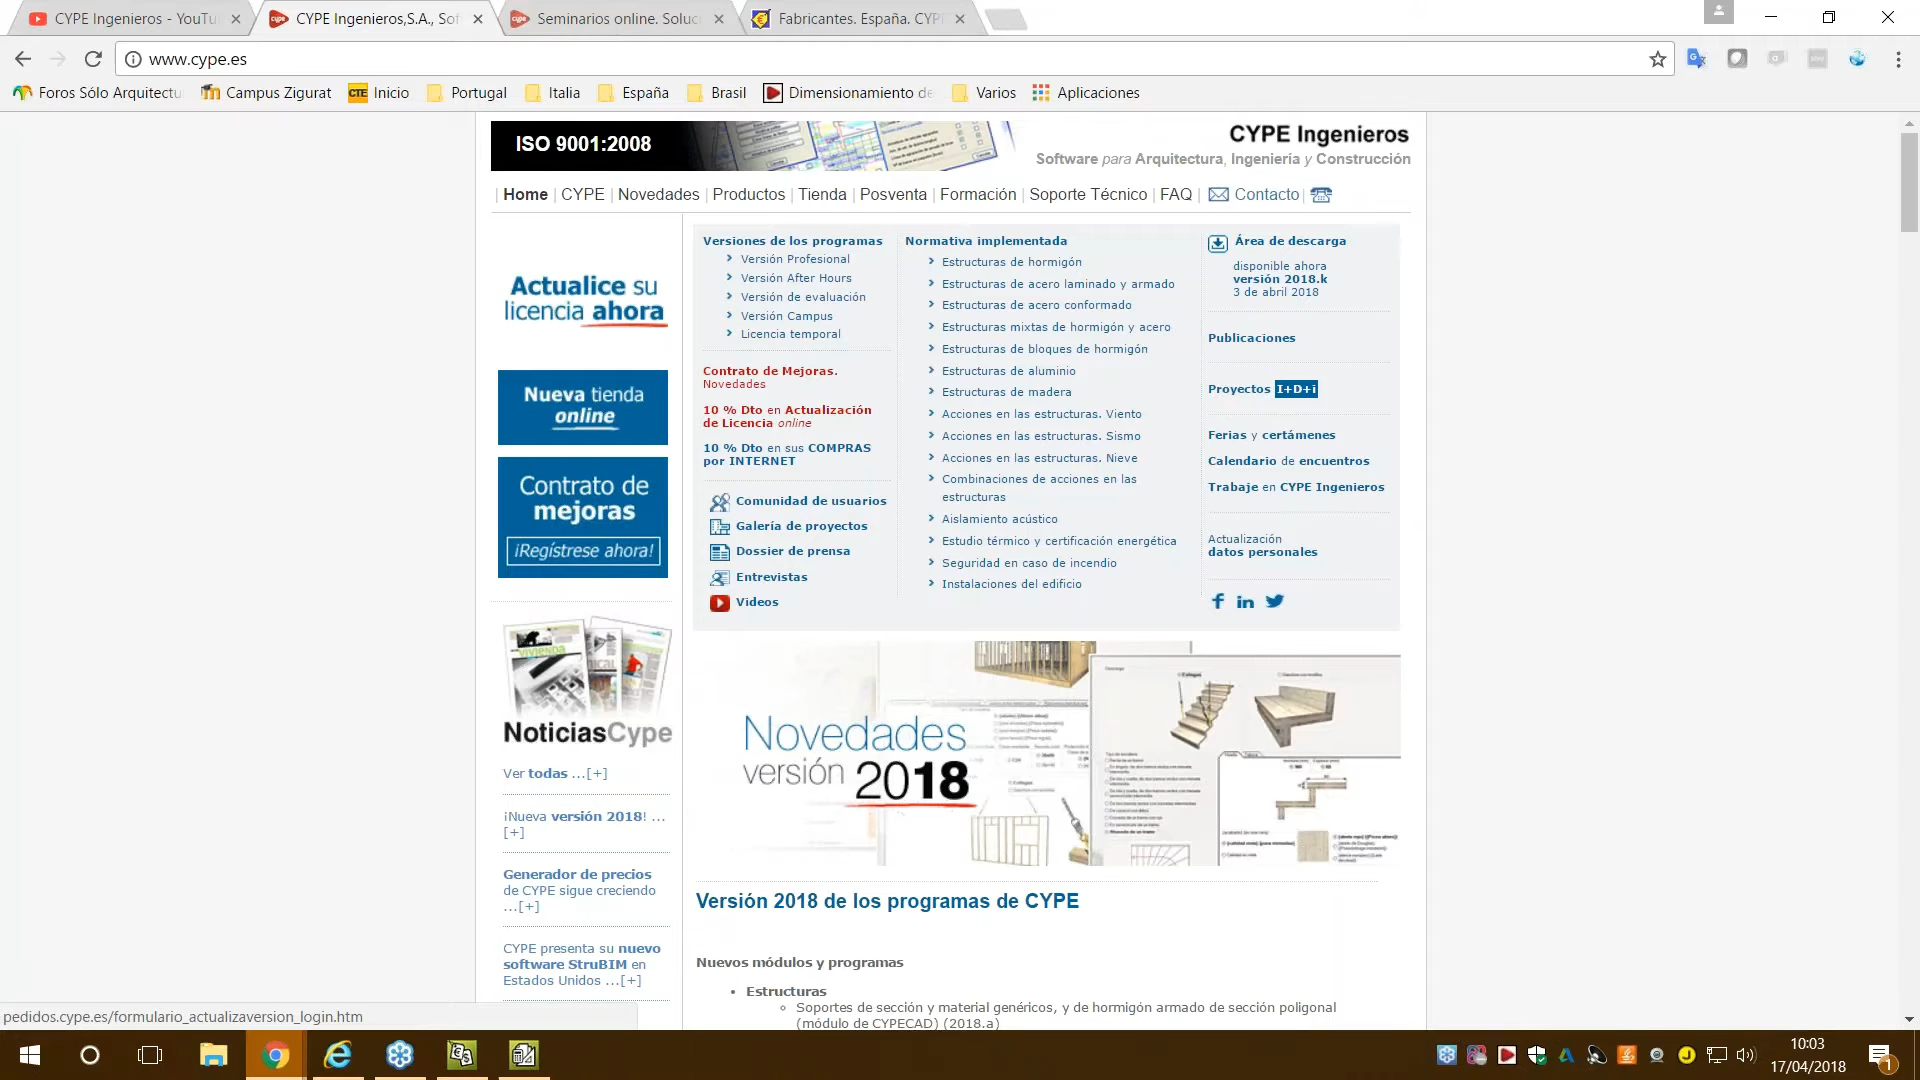 CYPE Ingenieros - YouTu
CYPE Ingenieros,S.A., Sof
Seminarios online. Soluc
Fabricantes. España. CYP
www.cype.es
Foros Sólo Arquitectu
Campus Zigurat
CTE Inicio
Portugal
Italia
España
Brasil
Dimensionamiento de
Varios
Aplicaciones
ISO 9001:2008
CYPE Ingenieros
Software para Arquitectura, Ingeniería y Construcción
| Home | CYPE | Novedades | Productos | Tienda | Posventa | Formación | Soporte Técnico | FAQ | Contacto |
Actualice su
licencia ahora
Nueva tienda
online
Contrato de
mejoras
¡Regístrese ahora!
NoticiasCype
Ver todas ...[+]
¡Nueva versión 2018! ...
[+]
Generador de precios
de CYPE sigue creciendo
...[+]
CYPE presenta su nuevo
software StruBIM en
Estados Unidos ...[+]
Versiones de los programas
Versión Profesional
Versión After Hours
Versión de evaluación
Versión Campus
Licencia temporal
Contrato de Mejoras.
Novedades
10 % Dto en Actualización
de Licencia online
10 % Dto en sus COMPRAS
por INTERNET
Comunidad de usuarios
Galería de proyectos
Dossier de prensa
Entrevistas
Videos
Normativa implementada
Estructuras de hormigón
Estructuras de acero laminado y armado
Estructuras de acero conformado
Estructuras mixtas de hormigón y acero
Estructuras de bloques de hormigón
Estructuras de aluminio
Estructuras de madera
Acciones en las estructuras. Viento
Acciones en las estructuras. Sismo
Acciones en las estructuras. Nieve
Combinaciones de acciones en las
estructuras
Aislamiento acústico
Estudio térmico y certificación energética
Seguridad en caso de incendio
Instalaciones del edificio
Área de descarga
disponible ahora
versión 2018.k
3 de abril 2018
Publicaciones
Proyectos I+D+i
Ferias y certámenes
Calendario de encuentros
Trabaje en CYPE Ingenieros
Actualización
datos personales
Novedades
versión 2018
Versión 2018 de los programas de CYPE
Nuevos módulos y programas
• Estructuras
Soportes de sección y material genéricos, y de hormigón armado de sección poligonal
(módulo de CYPECAD) (2018.a)
pedidos.cype.es/formulario_actualizaversion_login.htm
10:03
17/04/2018
1